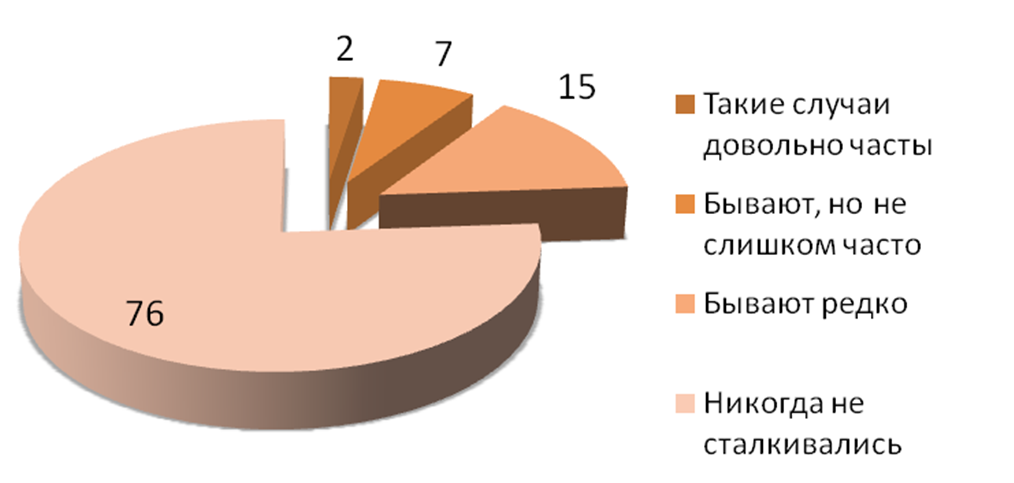 2
7
15
76
Такие случаи
довольно часты
Бывают, но не
слишком часто
Бывают редко
Никогда не
сталкивались